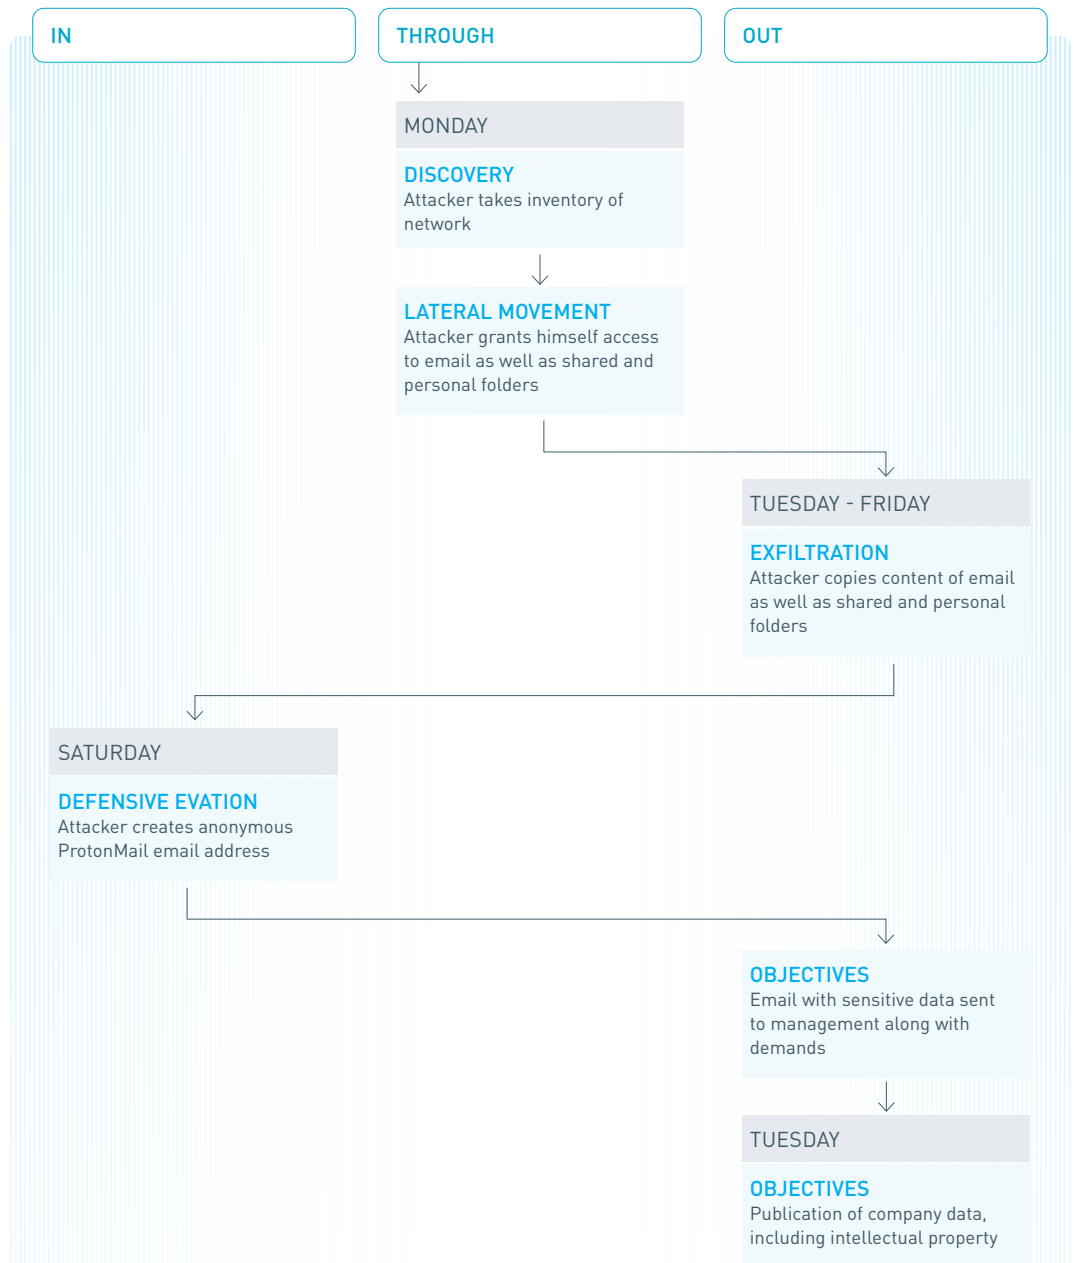 IN
THROUGH
OUT
MONDAY
DISCOVERY
Attacker takes inventory of
network
LATERAL MOVEMENT
Attacker grants himself access
to email as well as shared and
personal folders
TUESDAY - FRIDAY
EXFILTRATION
Attacker copies content of email
as well as shared and personal
folders
SATURDAY
DEFENSIVE EVATION
Attacker creates anonymous
ProtonMail email address
OBJECTIVES
Email with sensitive data sent
to management along with
demands
TUESDAY
OBJECTIVES
Publication of company data,
including intellectual property